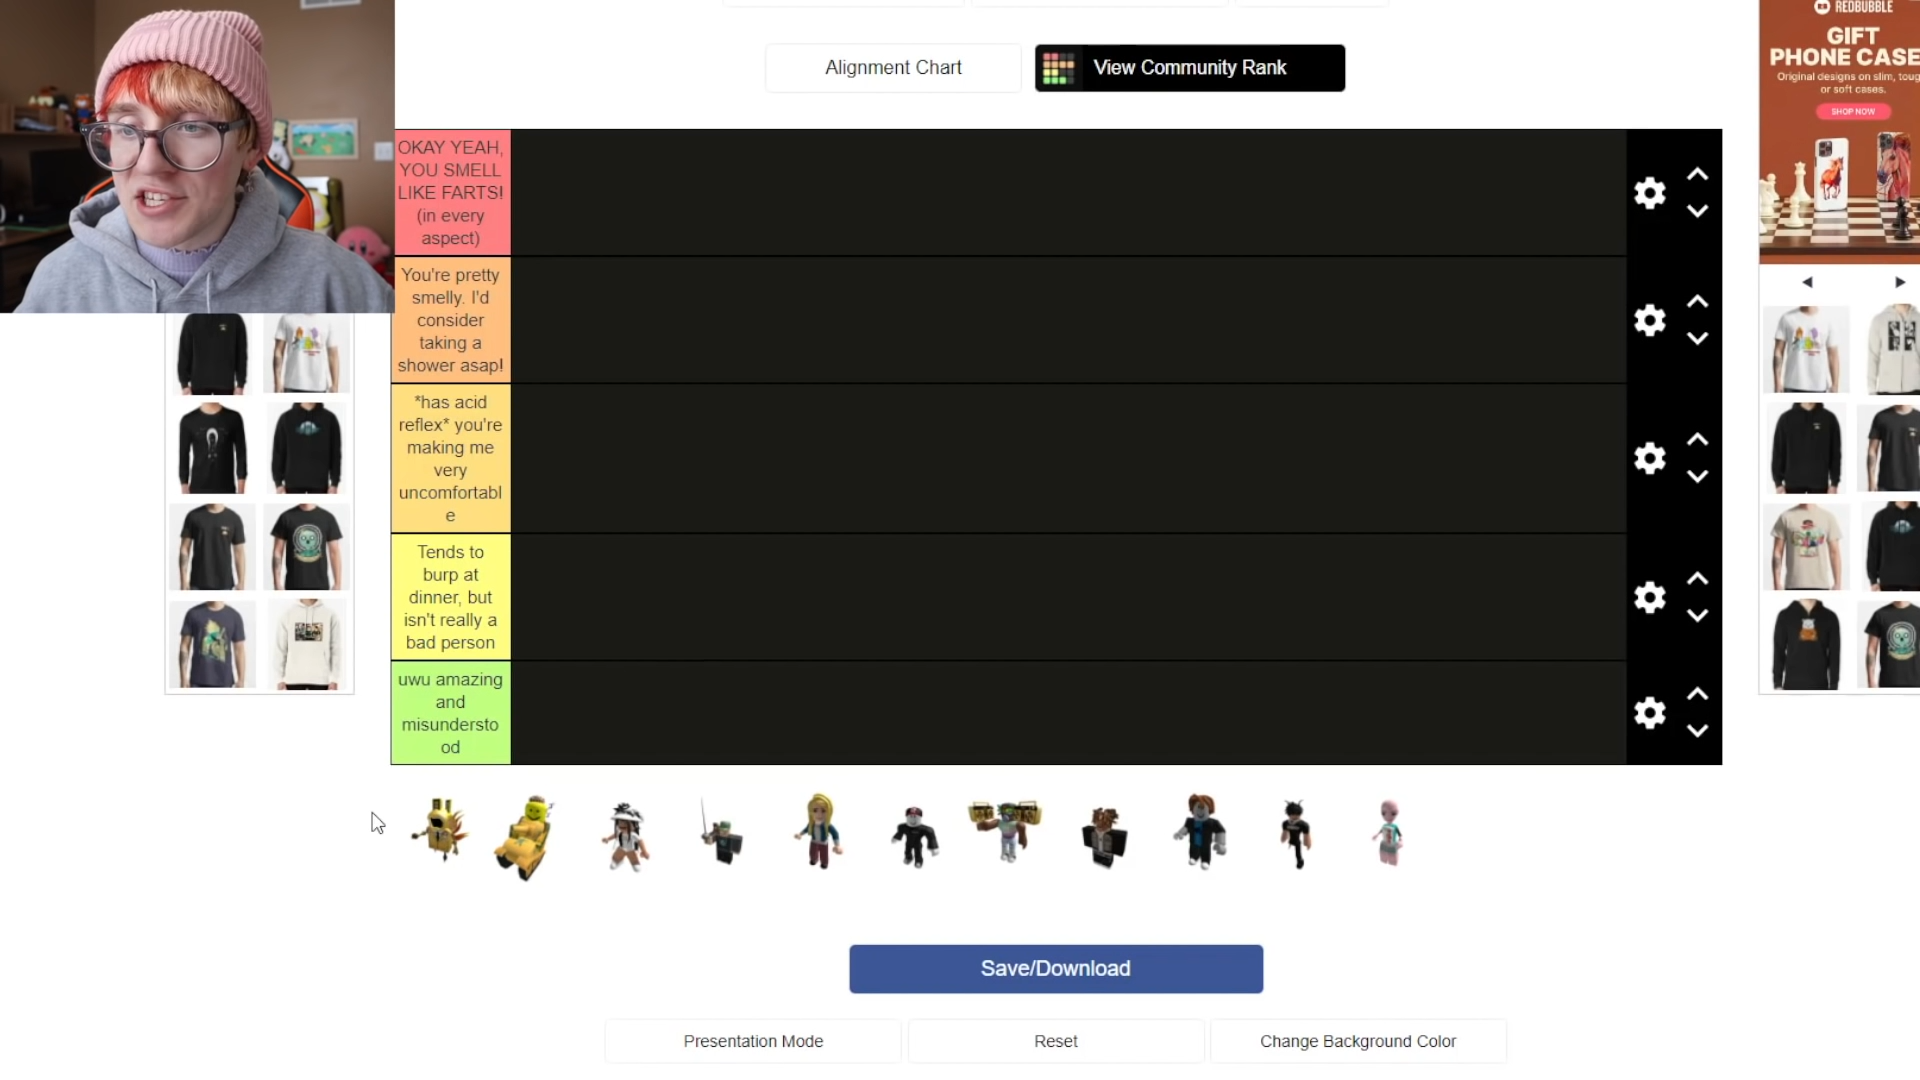 REDBUBBLE
GIFT
PHONE CASE
Original designs on slim, toug
or soft cases.
SHOP NOW
Alignment Chart
View Community Rank
OKAY YEAH,
YOU SMELL
LIKE FARTS!
(in every
aspect)
You're pretty
smelly. I'd
consider
taking a
shower asap!
*has acid
reflex* you're
making me
very
uncomfortabl
e
Tends to
burp at
dinner, but
isn't really a
bad person
uwu amazing
and
misundersto
od
Save/Download
Presentation Mode
Reset
Change Background Color